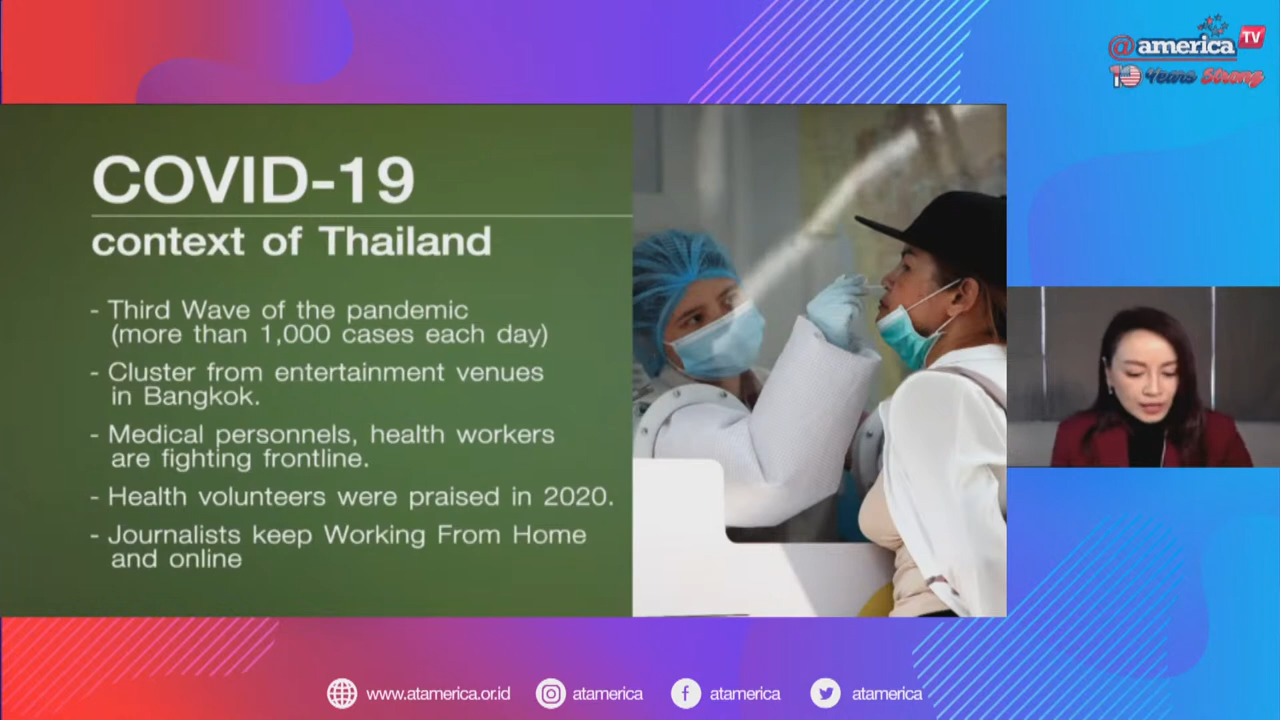 @america TV
10 Years Strong
COVID-19
context of Thailand
- Third Wave of the pandemic
(more than 1,000 cases each day)
- Cluster from entertainment venues
in Bangkok.
- Medical personnels, health workers
are fighting frontline.
- Health volunteers were praised in 2020.
- Journalists keep Working From Home
and online
www.atamerica.or.id atamerica atamerica atamerica